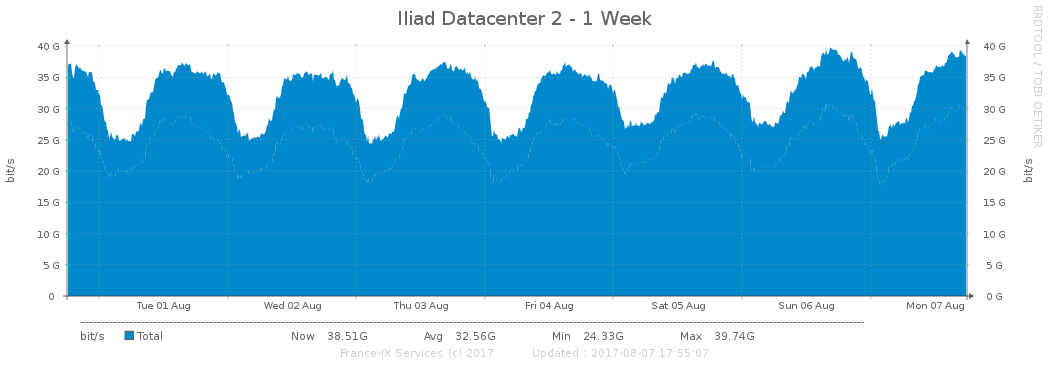 Iliad Datacenter 2 - 1 Week
RRDTOOL / TOBI OETIKER
40 G 40 G
35 G 35 G
30 G 30 G
25 G 25 G
20 G 20 G
15 G 15 G
10 G 10 G
5 G 5 G
0 0 G
bit/s bit/s
Tue 01 Aug Wed 02 Aug Thu 03 Aug Fri 04 Aug Sat 05 Aug Sun 06 Aug Mon 07 Aug
bit/s Total Now 38.51G Avg 32.56G Min 24.33G Max 39.74G
France-IX Services (c) 2017 Updated : 2017-08-07 17:55:07